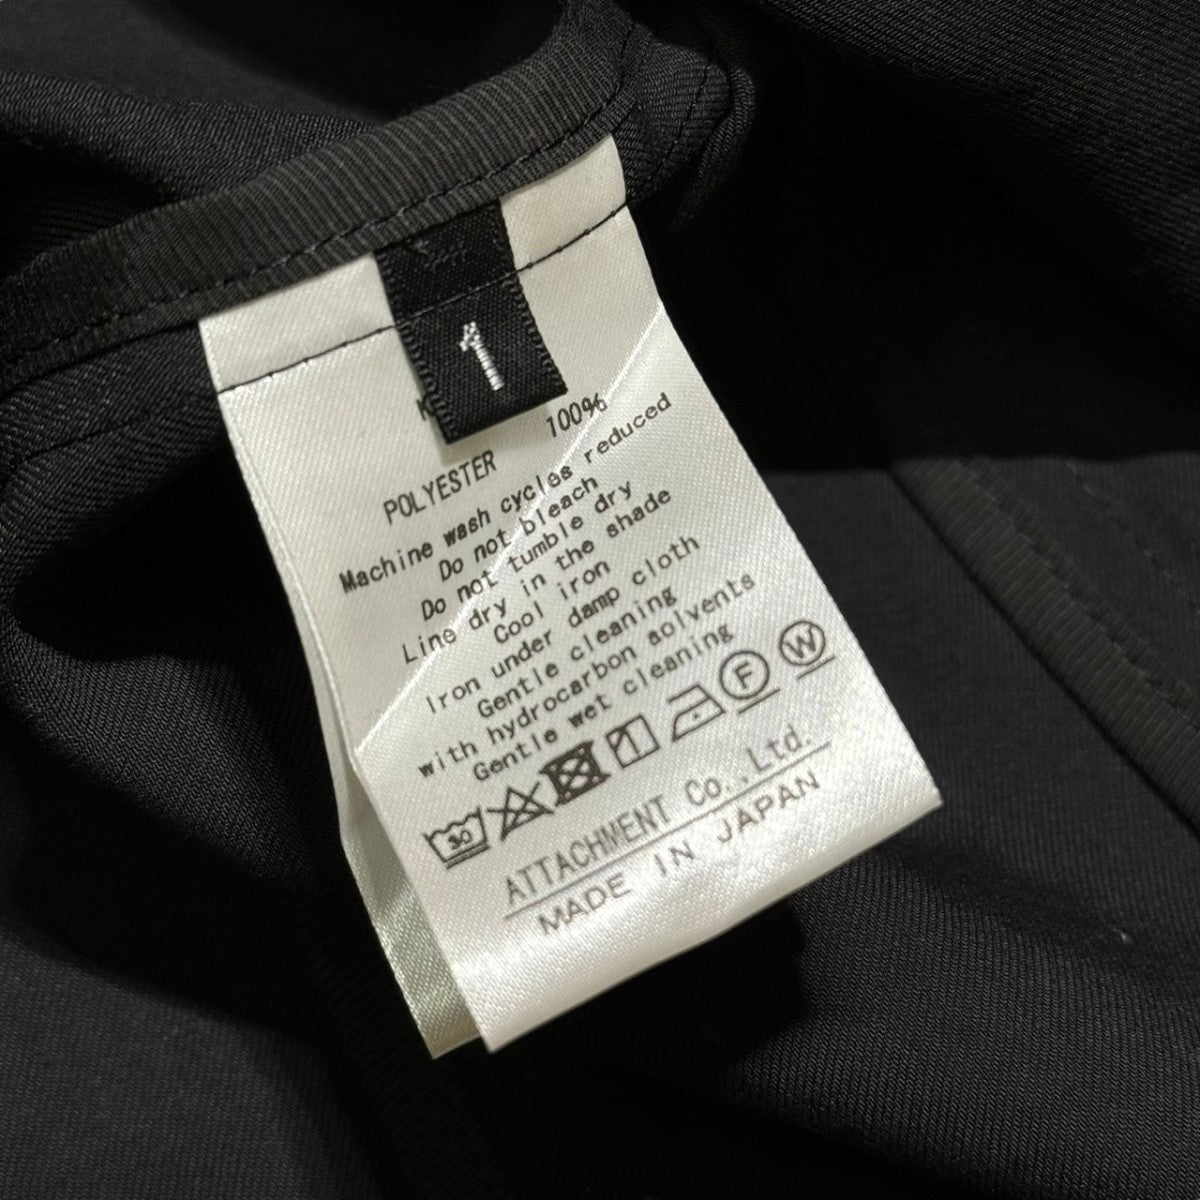 1
100%
POLYESTER
Machine wash cycles reduced
Do not bleach
Do not tumble dry
Line dry in the shade
Cool iron
Iron under damp cloth
Gentle cleaning
with hydrocarbon solvents
Gentle wet cleaning
30 F W
ATTACHMENT Co.,Ltd.
MADE IN JAPAN